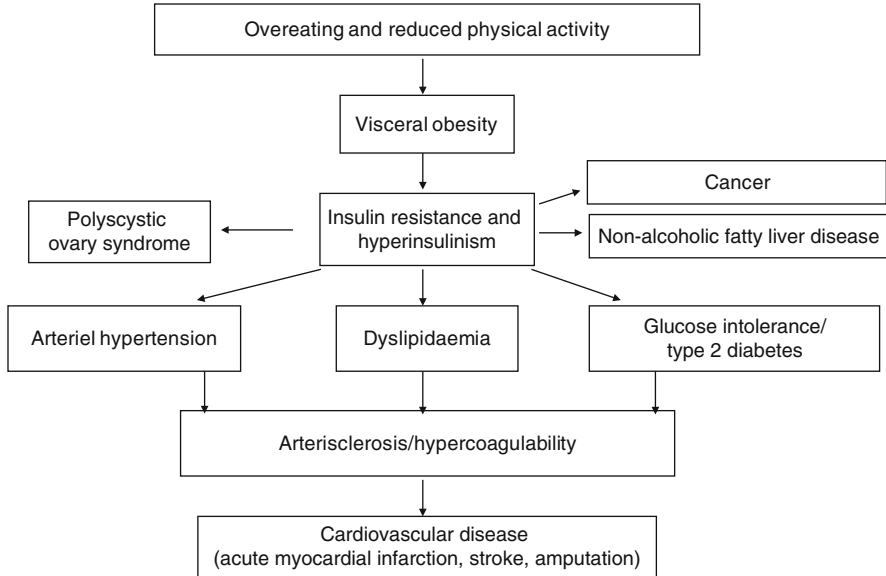 Overeating and reduced physical activity
Visceral obesity
Cancer
Polyscystic
ovary syndrome
Insulin resistance and
hyperinsulinism
Non-alcoholic fatty liver disease
Arteriel hypertension
Dyslipidaemia
Glucose intolerance/
type 2 diabetes
Arterisclerosis/hypercoagulability
Cardiovascular disease
(acute myocardial infarction, stroke, amputation)